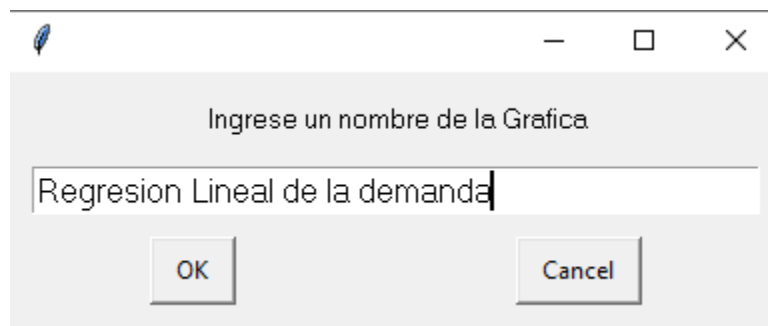 Ingrese un nombre de la Grafica
Regresion Lineal de la demanda
OK Cancel